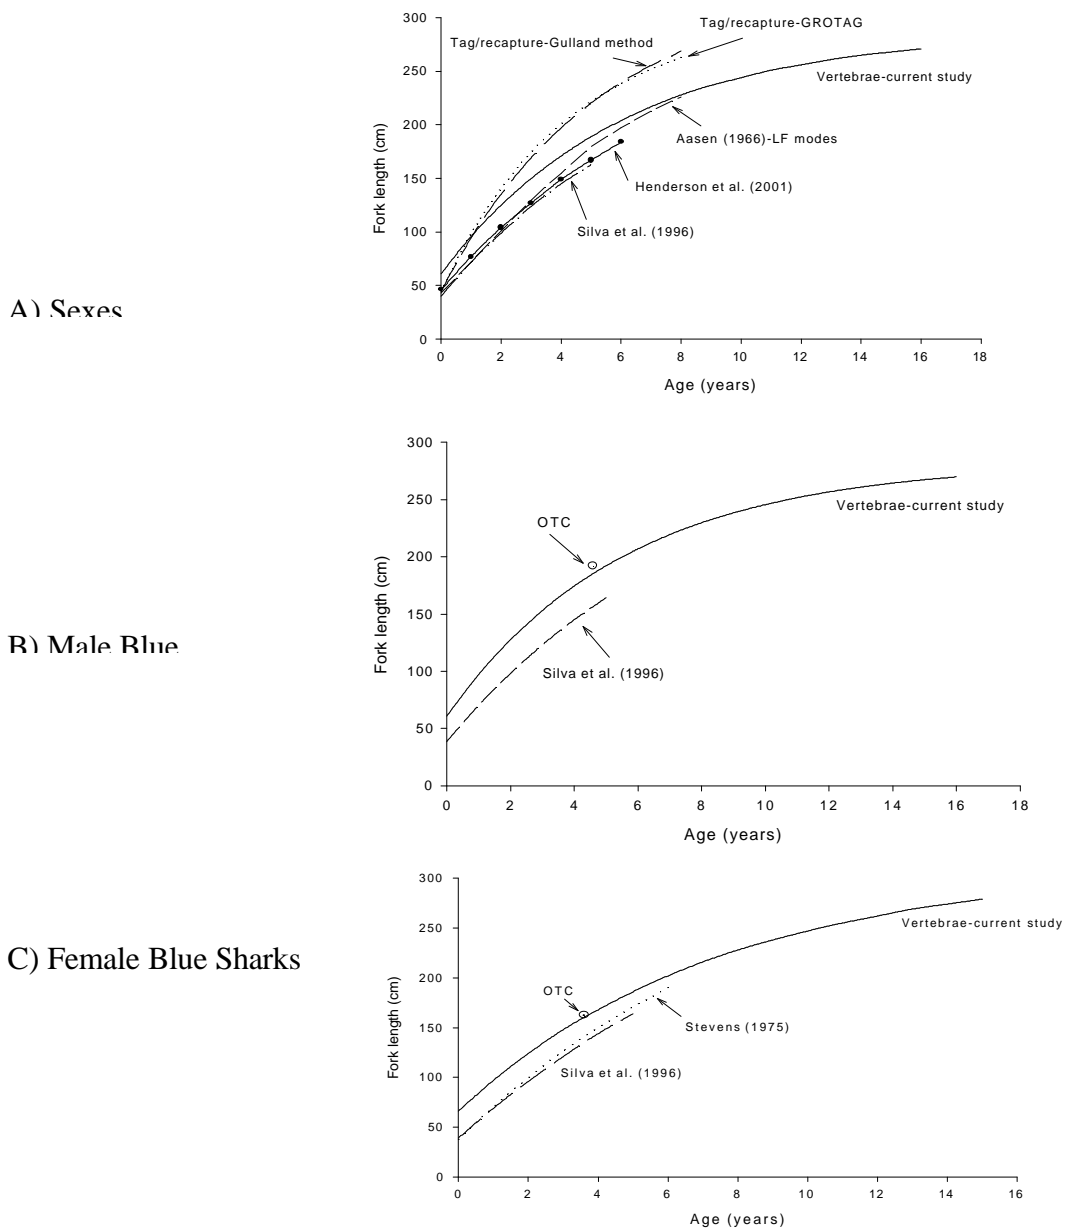 300
Tag/recapture-GROTAG
Tag/recapture-Gulland method
250
Vertebrae-current study
200
Aasen (1966)-LF modes
150
Henderson et al. (2001)
Silva et al. (1996)
100
50
0
Fork length (cm)
A) Sexes
0 2 4 6 8 10 12 14 16 18
Age (years)
300
250
Vertebrae-current study
OTC
200
150
Silva et al. (1996)
100
50
0
Fork length (cm)
B) Male Blue
0 2 4 6 8 10 12 14 16 18
Age (years)
300
250
Vertebrae-current study
200
OTC
Stevens (1975)
150
Silva et al. (1996)
100
50
0
Fork length (cm)
C) Female Blue Sharks
0 2 4 6 8 10 12 14 16
Age (years)